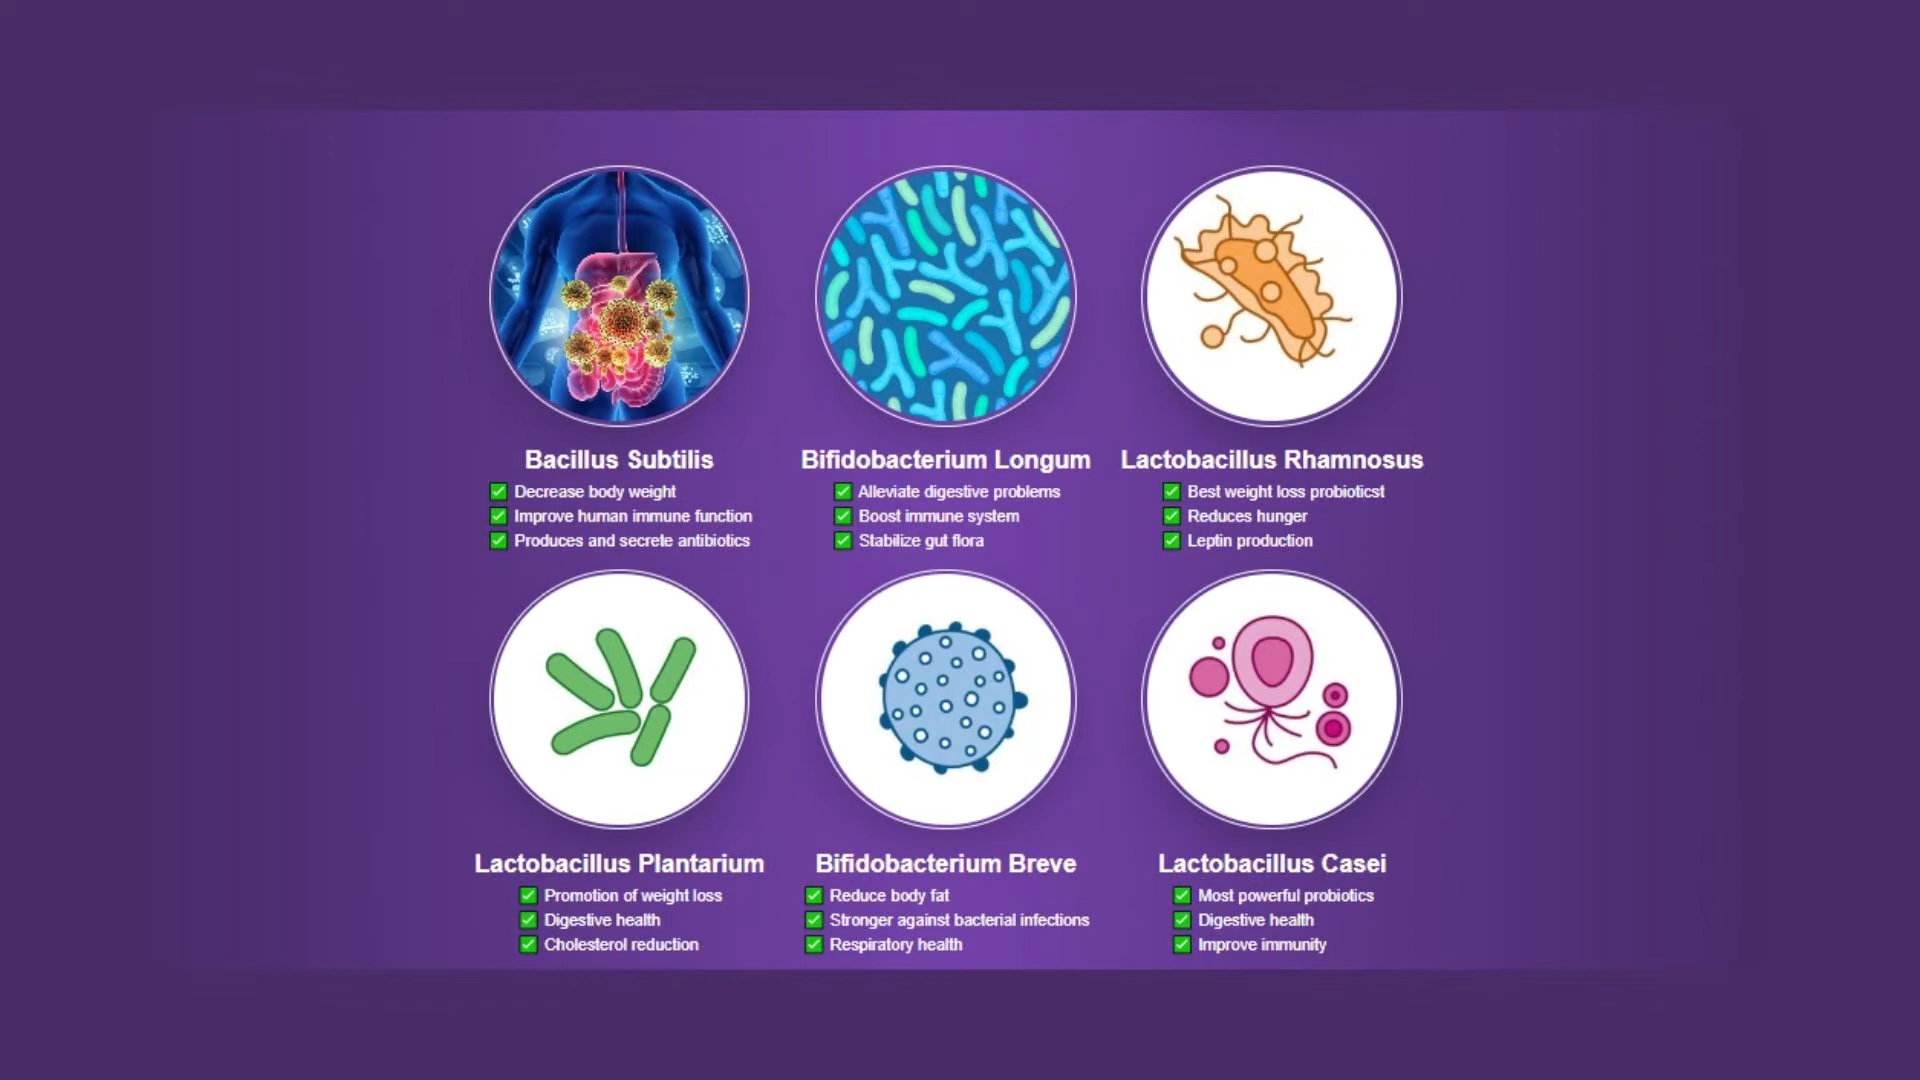 Bacillus Subtilis
Decrease body weight
Improve human immune function
Produces and secrete antibiotics
Bifidobacterium Longum
Alleviate digestive problems
Boost immune system
Stabilize gut flora
Lactobacillus Rhamnosus
Best weight loss probioticst
Reduces hunger
Leptin production
Lactobacillus Plantarium
Promotion of weight loss
Digestive health
Cholesterol reduction
Bifidobacterium Breve
Reduce body fat
Stronger against bacterial infections
Respiratory health
Lactobacillus Casei
Most powerful probiotics
Digestive health
Improve immunity